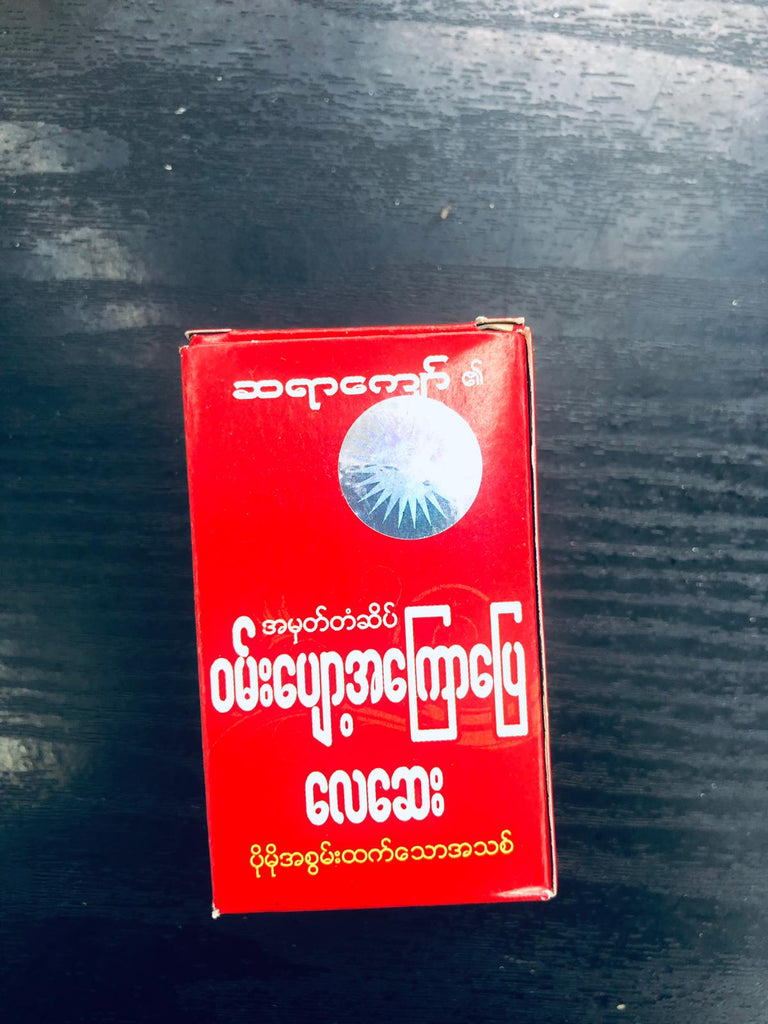 ဆရာကျော် ၏
အမှတ်တံဆိပ်
ဝမ်းပျော့အကြောပြေ
လေဆေး
ပိုမိုအစွမ်းထက်သောအသစ်